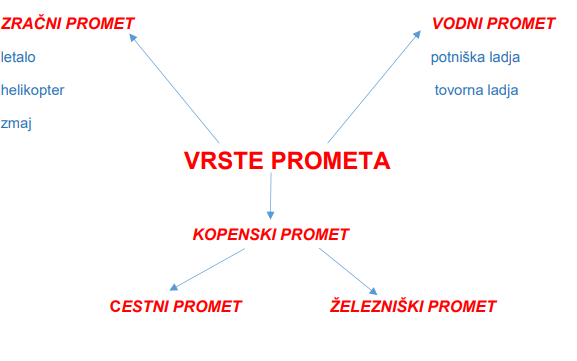 ZRAČNI PROMET
VODNI PROMET
letalo
potniška ladja
helikopter
tovorna ladja
zmaj
VRSTE PROMETA
KOPENSKI PROMET
CESTNI PROMET
ŽELEZNIŠKI PROMET